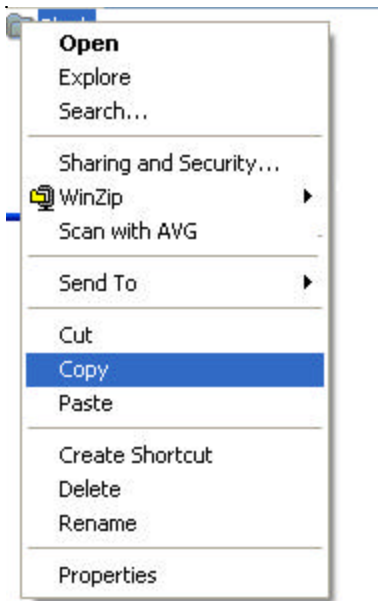 Open
Explore
Search...
Sharing and Security...
WinZip
Scan with AVG
Send To
Cut
Copy
Paste
Create Shortcut
Delete
Rename
Properties